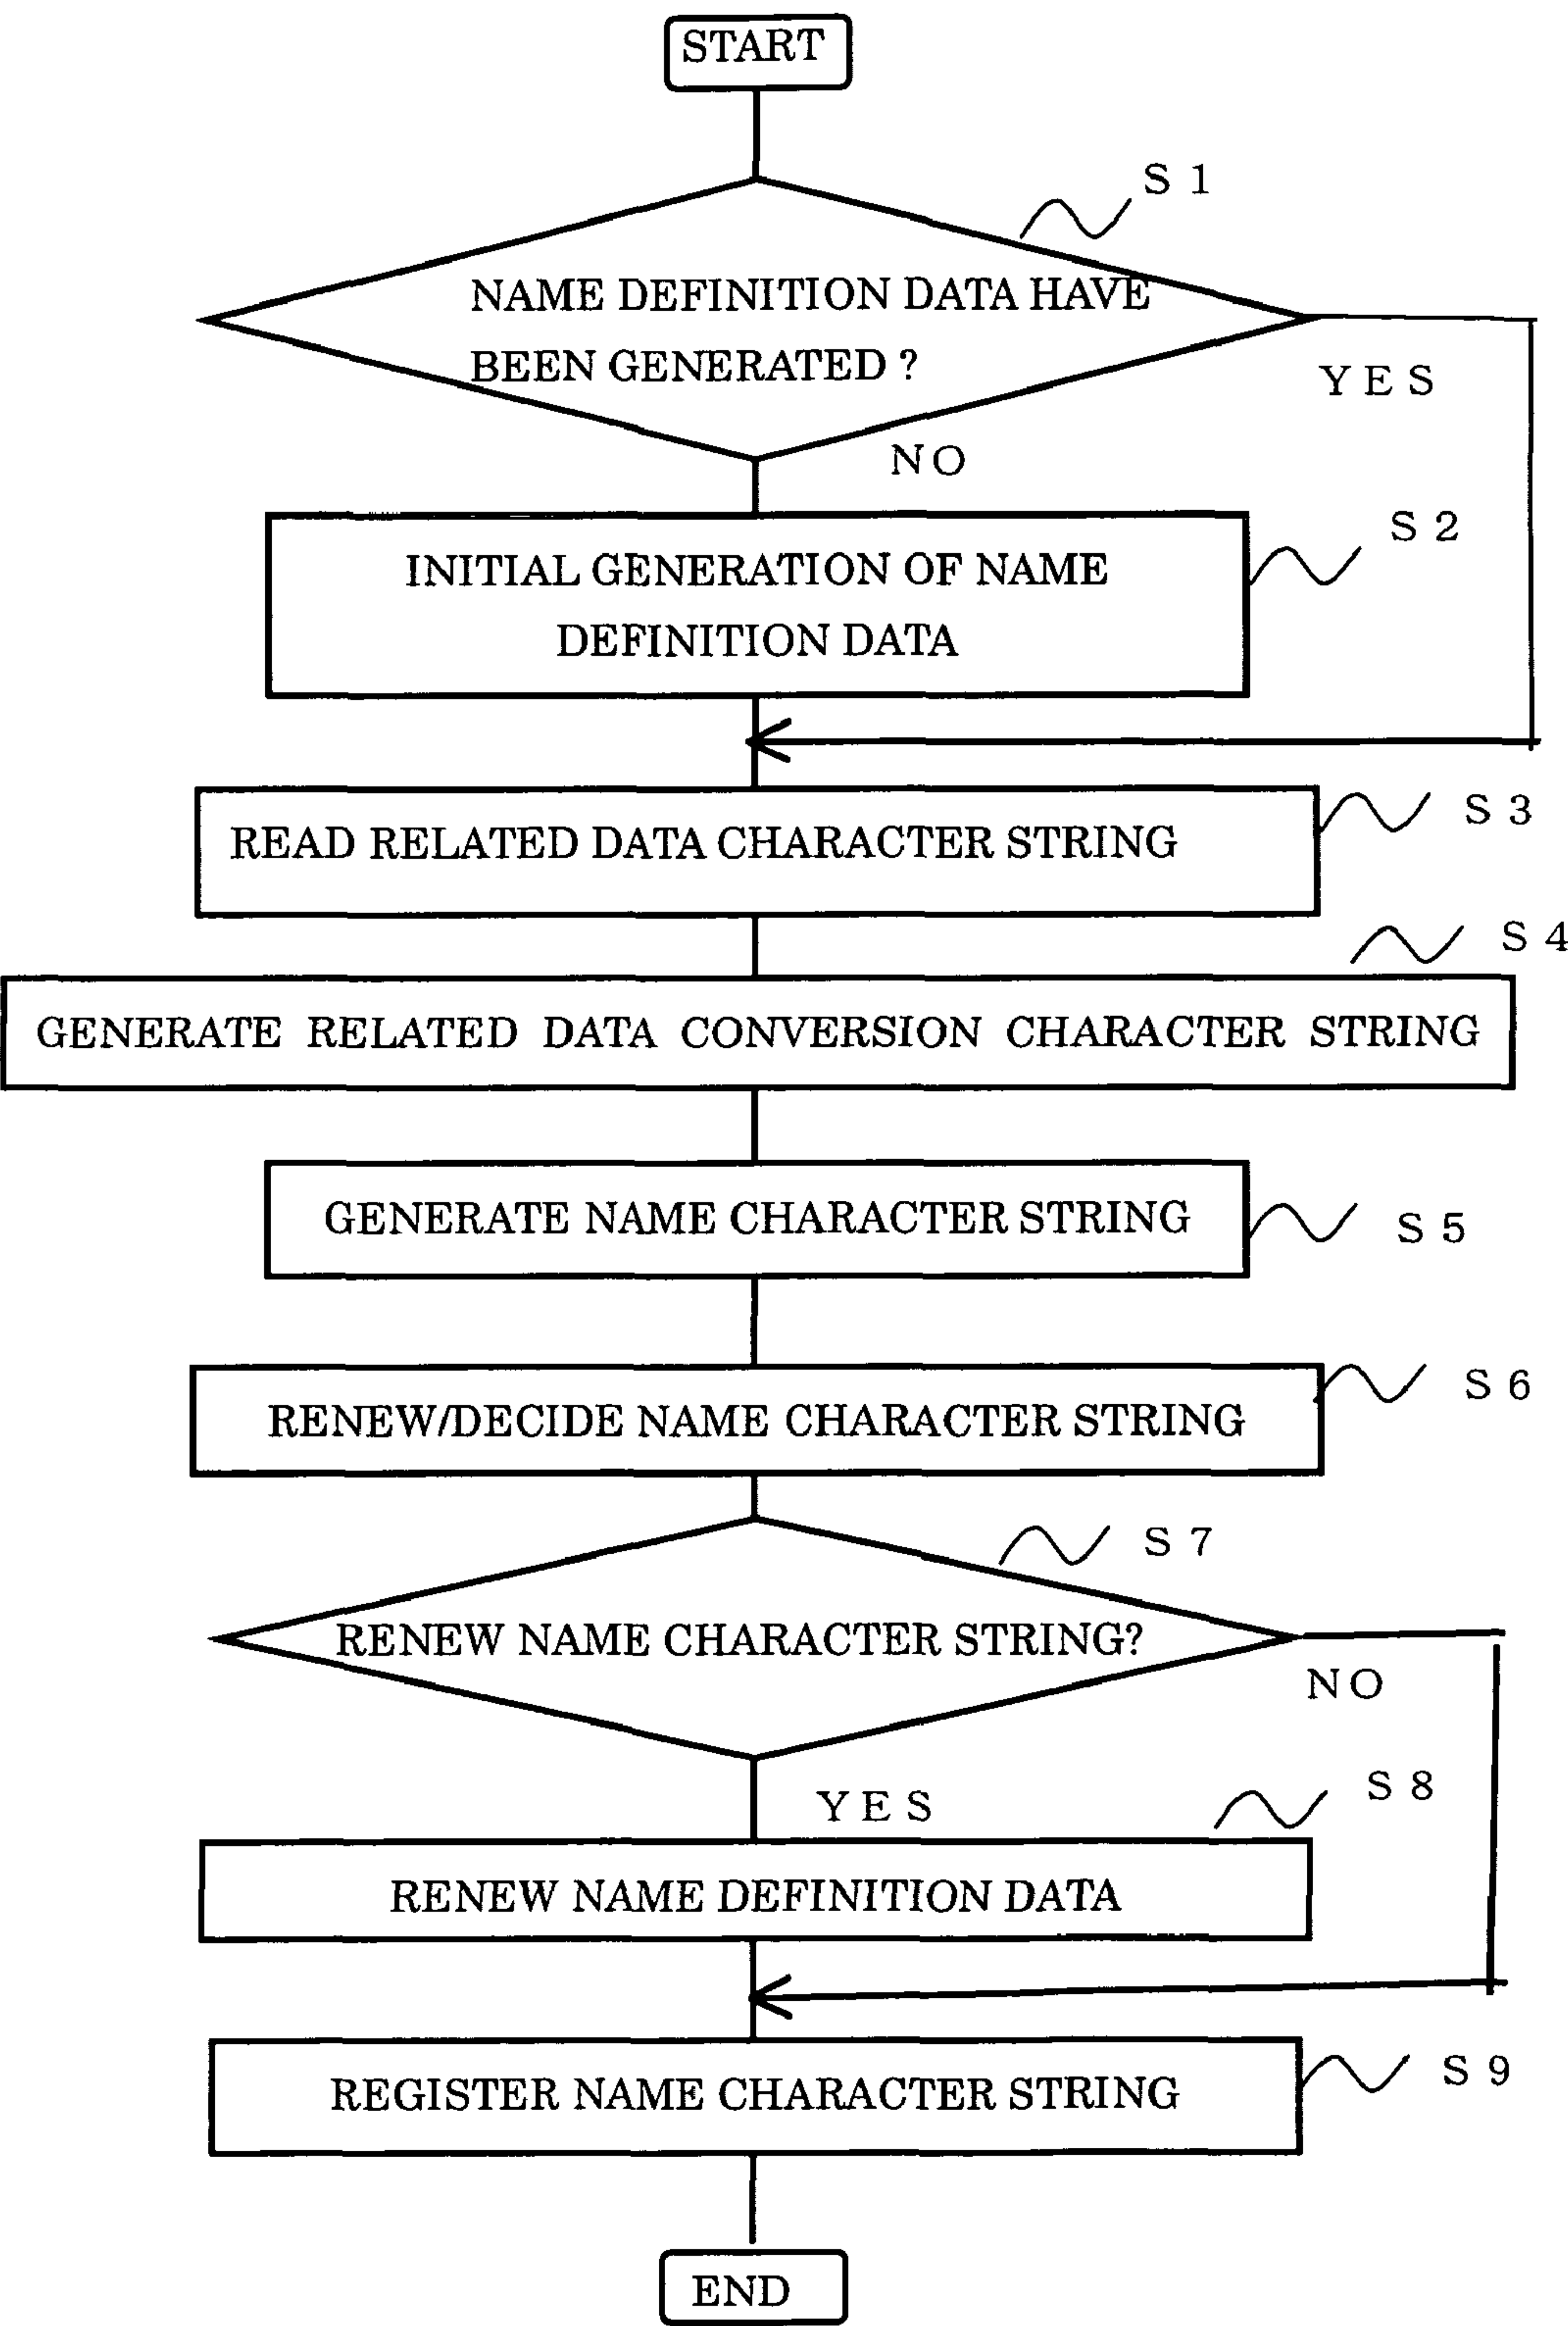 START
S 1
NAME DEFINITION DATA HAVE
BEEN GENERATED ?
YES
NO
S 2
INITIAL GENERATION OF NAME
DEFINITION DATA
S 3
READ RELATED DATA CHARACTER STRING
S 4
GENERATE RELATED DATA CONVERSION CHARACTER STRING
GENERATE NAME CHARACTER STRING
S 5
S 6
RENEW/DECIDE NAME CHARACTER STRING
S 7
RENEW NAME CHARACTER STRING?
NO
YES
S 8
RENEW NAME DEFINITION DATA
S 9
REGISTER NAME CHARACTER STRING
END